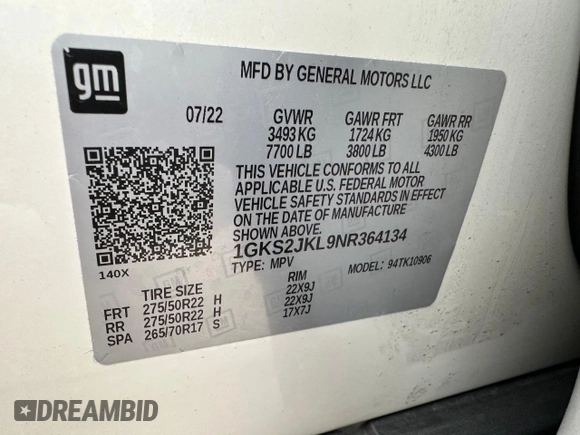 gm
MFD BY GENERAL MOTORS LLC
07/22 GVWR GAWR FRT GAWR RR
3493 KG 1724 KG 1950 KG
7700 LB 3800 LB 4300 LB
THIS VEHICLE CONFORMS TO ALL
APPLICABLE U.S. FEDERAL MOTOR
VEHICLE SAFETY STANDARDS IN EFFECT
ON THE DATE OF MANUFACTURE
SHOWN ABOVE.
1GKS2JKL9NR364134
140X TYPE: MPV MODEL: 94TK10906
TIRE SIZE RIM
FRT 275/50R22 H 22X9J
RR 275/50R22 H 22X9J
SPA 265/70R17 S 17X7J
DREAMBID